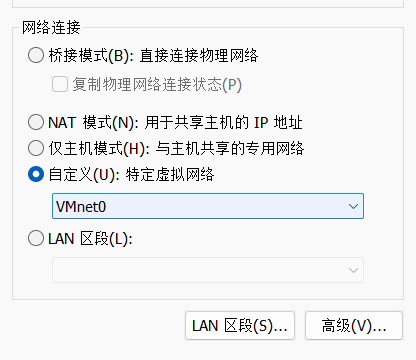 网络连接
桥接模式(B): 直接连接物理网络
复制物理网络连接状态(P)
NAT 模式(N): 用于共享主机的 IP 地址
仅主机模式(H): 与主机共享的专用网络
自定义(U): 特定虚拟网络
VMnet0
LAN 区段(L):
LAN 区段(S)... 高级(V)...